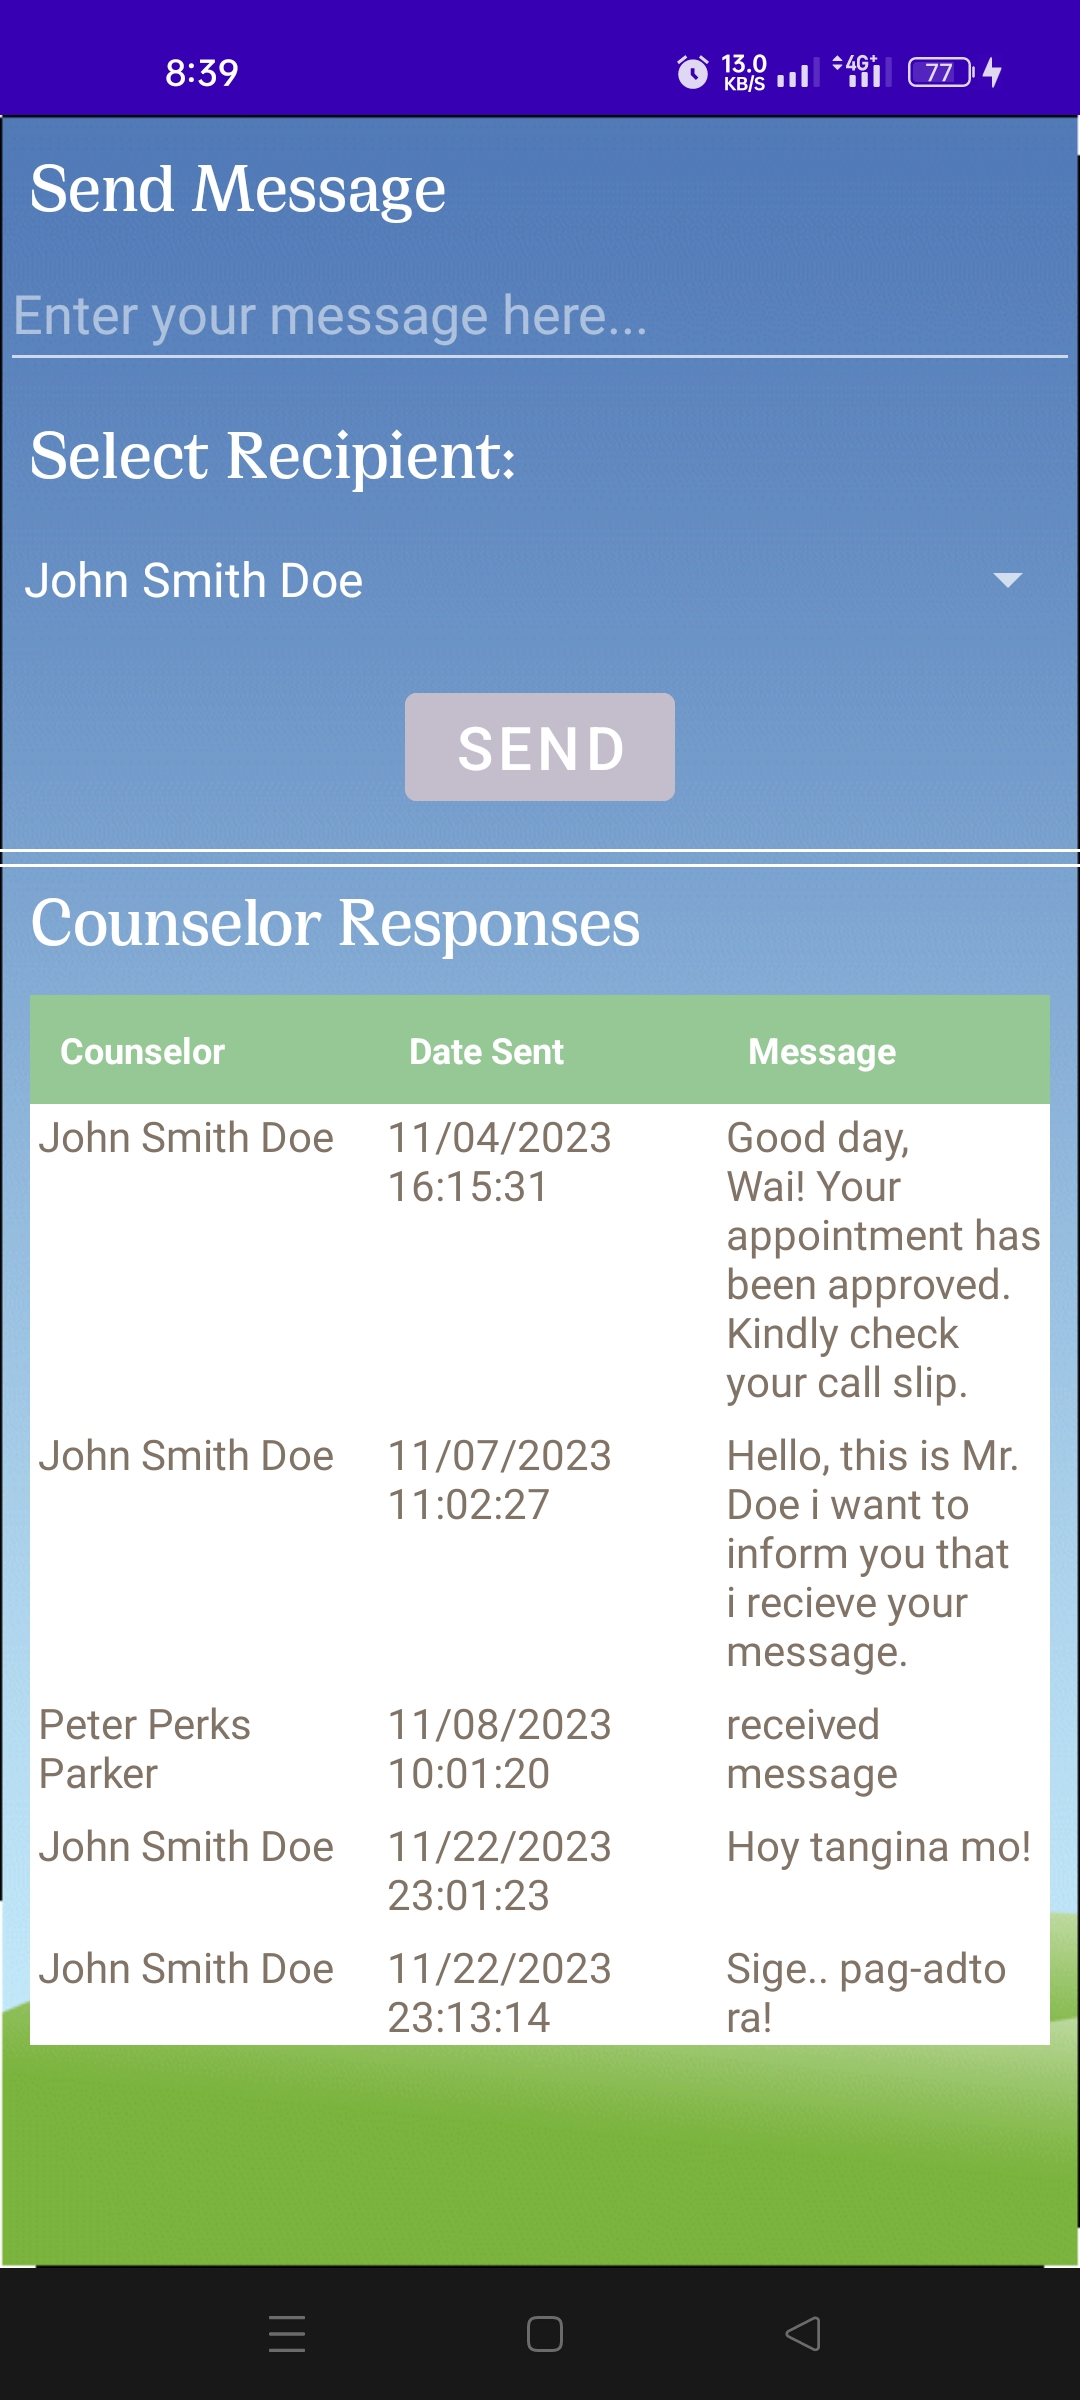 8:39
13.0
KB/S
4G+
77
Send Message
Enter your message here...
Select Recipient:
John Smith Doe
SEND
Counselor Responses
Counselor Date Sent Message
John Smith Doe 11/04/2023 Good day,
16:15:31 Wai! Your
appointment has
been approved.
Kindly check
your call slip.
John Smith Doe 11/07/2023 Hello, this is Mr.
11:02:27 Doe i want to
inform you that
i recieve your
message.
Peter Perks 11/08/2023 received
Parker 10:01:20 message
John Smith Doe 11/22/2023 Hoy tangina mo!
23:01:23
John Smith Doe 11/22/2023 Sige.. pag-adto
23:13:14 ra!